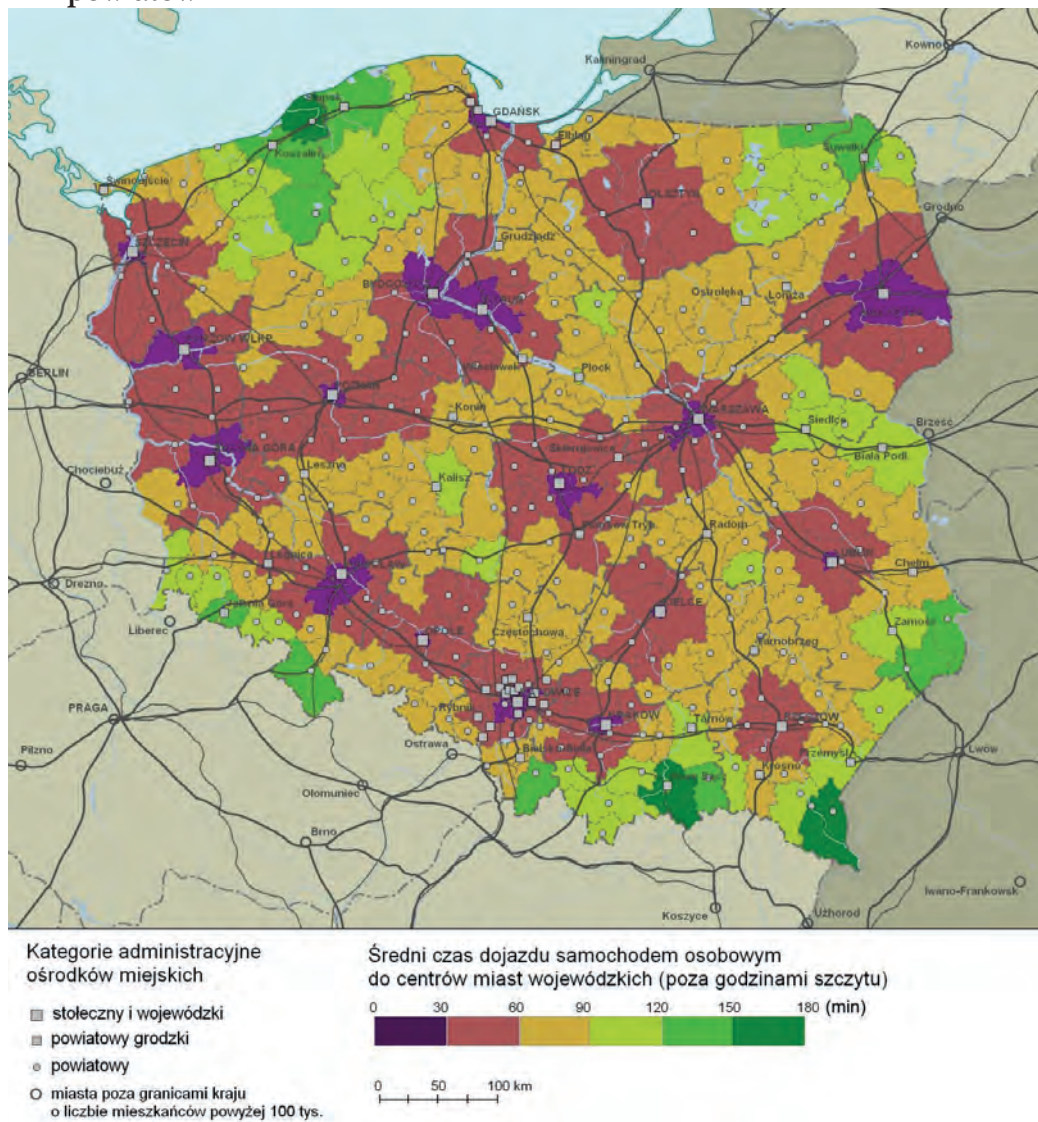 Kaliningrad
Kowno
Słupsk
GDAŃSK
Elbląg
Koszalin
Suwałki
Świnoujście
OLSZTYN
Grodno
SZCZECIN
Grudziądz
Ostrołęka
Łomża
BYDGOSZCZ
TORUŃ
GORZÓW WLKP.
Włocławek
Płock
BERLIN
POZNAŃ
Konin
WARSZAWA
Siedlce
Brześć
Biała Podl.
Skierniewice
ZIELONA GÓRA
Chociebuż
Leszno
Kalisz
ŁÓDŹ
Piotrków Tryb.
Radom
LUBLIN
Chełm
Legnica
WROCŁAW
Drezno
Jelenia Góra
Liberec
OPOLE
Częstochowa
KIELCE
Zamość
Tarnobrzeg
KATOWICE
PRAGA
Rybnik
KRAKÓW
Tarnów
RZESZÓW
Pilzno
Ostrawa
Bielsko-Biała
Przemyśl
Lwów
Nowy Sącz
Krosno
Ołomuniec
Brno
Iwano-Frankowsk
Koszyce
Użhorod
Kategorie administracyjne
ośrodków miejskich
stołeczny i wojewódzki
powiatowy grodzki
powiatowy
miasta poza granicami kraju
o liczbie mieszkańców powyżej 100 tys.
Średni czas dojazdu samochodem osobowym
do centrów miast wojewódzkich (poza godzinami szczytu)
0 30 60 90 120 150 180 (min)
0 50 100 km